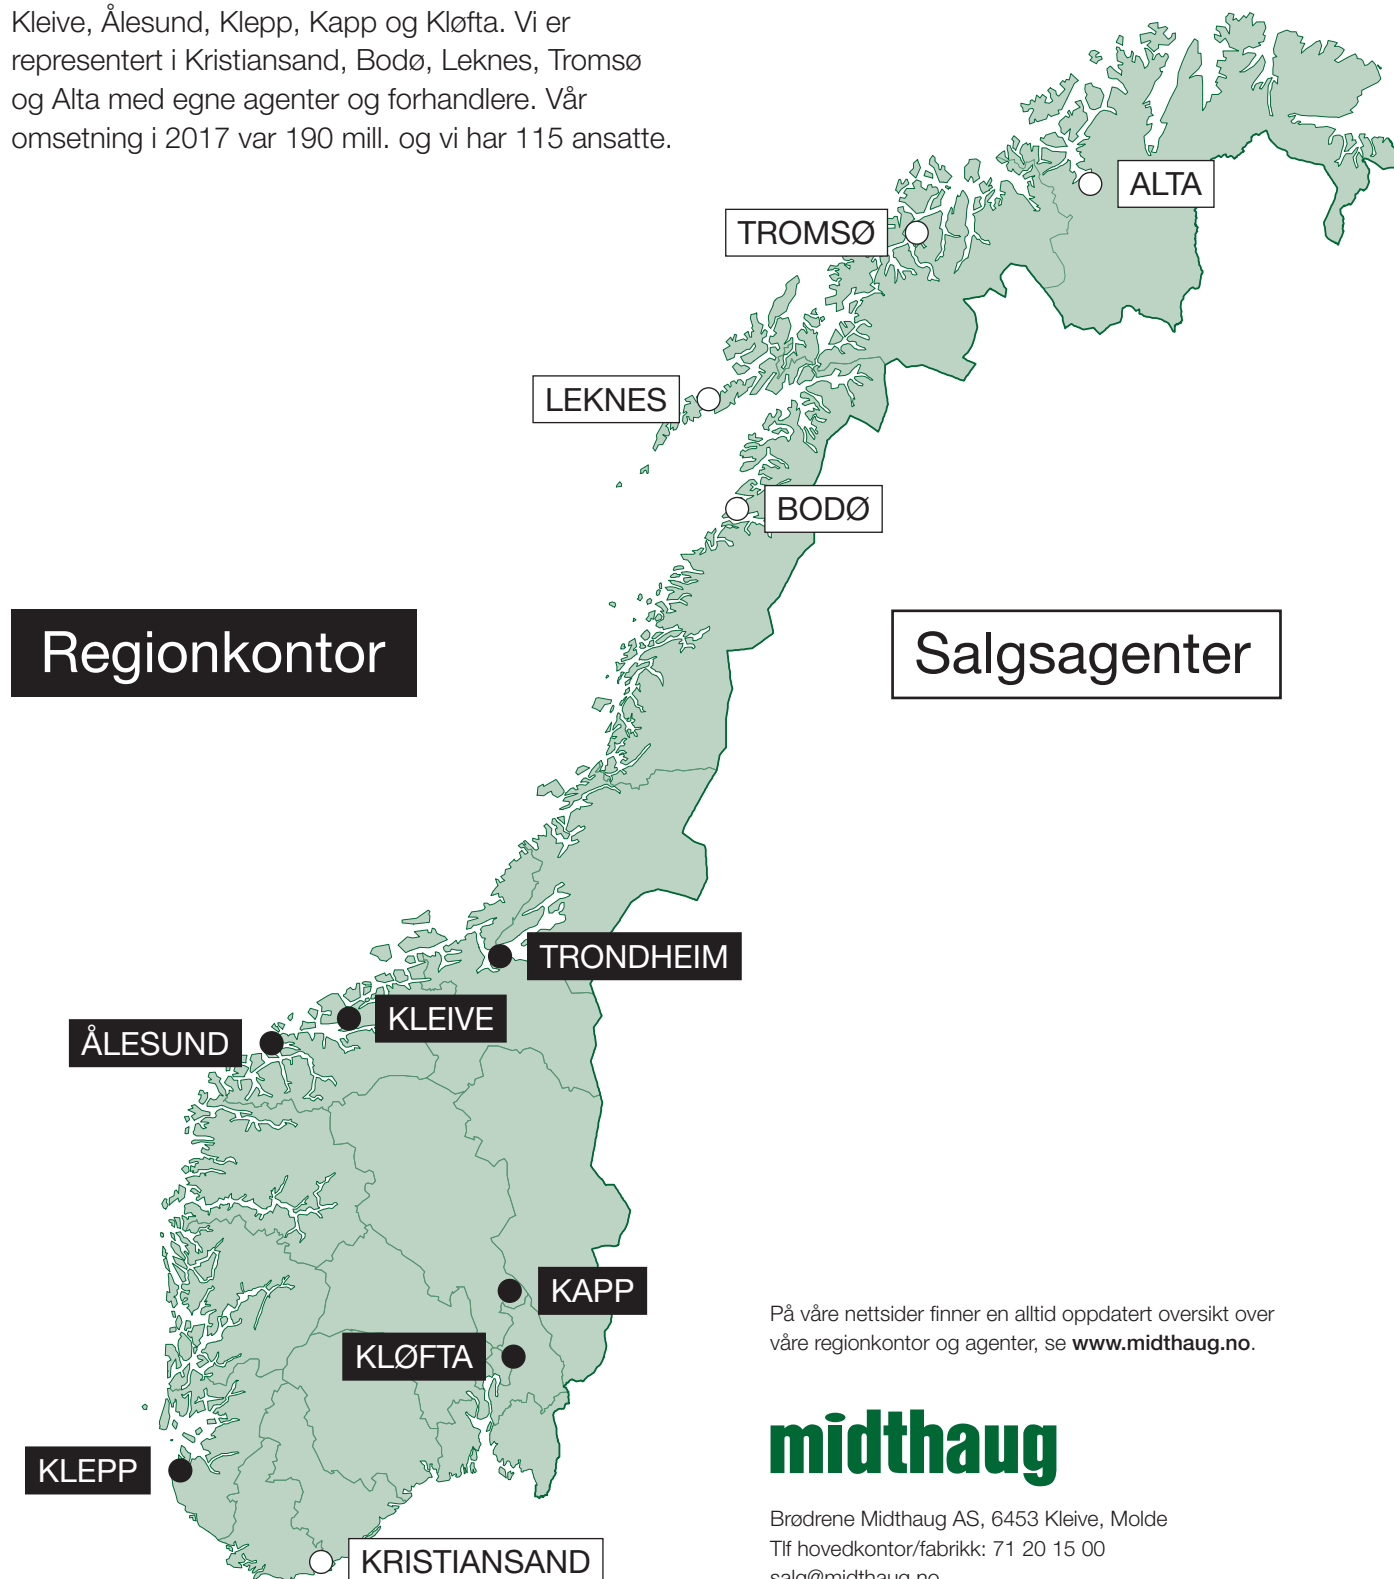 Kleive, Ålesund, Klepp, Kapp og Kløfta. Vi er
representert i Kristiansand, Bodø, Leknes, Tromsø
og Alta med egne agenter og forhandlere. Vår
omsetning i 2017 var 190 mill. og vi har 115 ansatte.
ALTA
TROMSØ
LEKNES
BODØ
Regionkontor
Salgsagenter
TRONDHEIM
KLEIVE
ÅLESUND
KAPP
På våre nettsider finner en alltid oppdatert oversikt over
våre regionkontor og agenter, se www.midthaug.no.
KLØFTA
midthaug
KLEPP
Brødrene Midthaug AS, 6453 Kleive, Molde
Tlf hovedkontor/fabrikk: 71 20 15 00
salg@midthaug.no
KRISTIANSAND